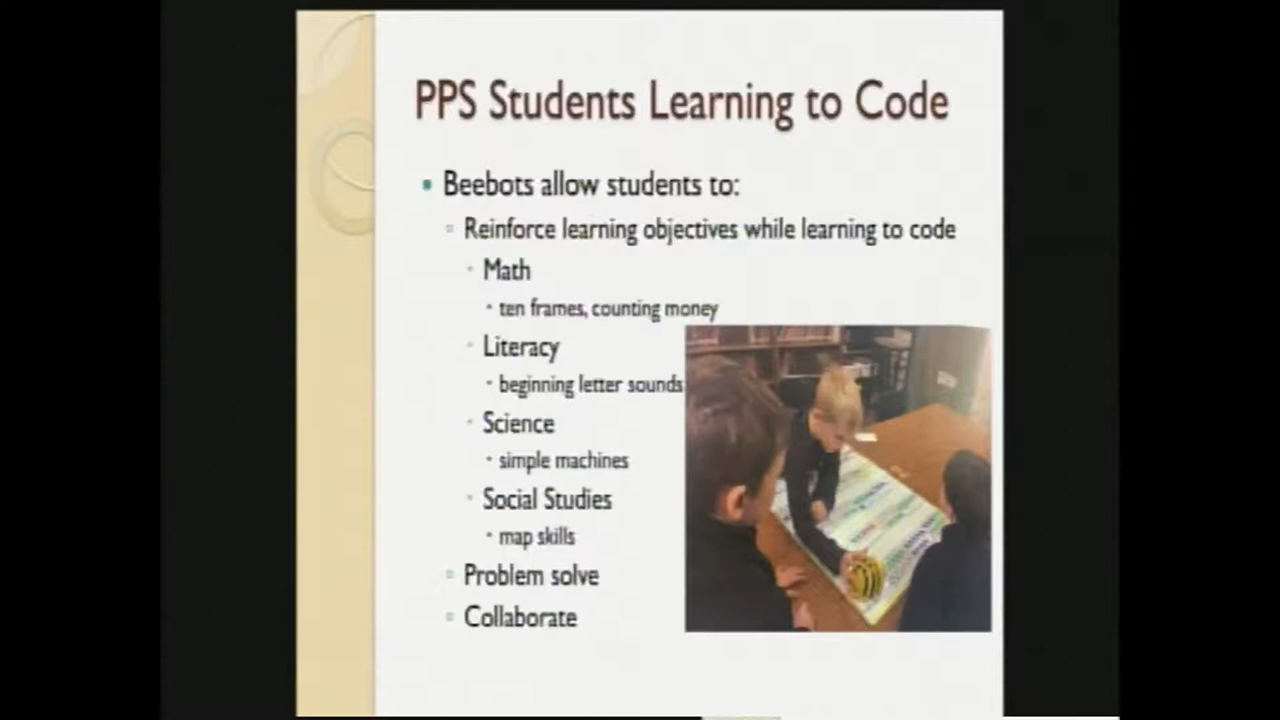 PPS Students Learning to Code
Beebots allow students to:
Reinforce learning objectives while learning to code
Math
ten frames, counting money
Literacy
beginning letter sounds
Science
simple machines
Social Studies
map skills
Problem solve
Collaborate